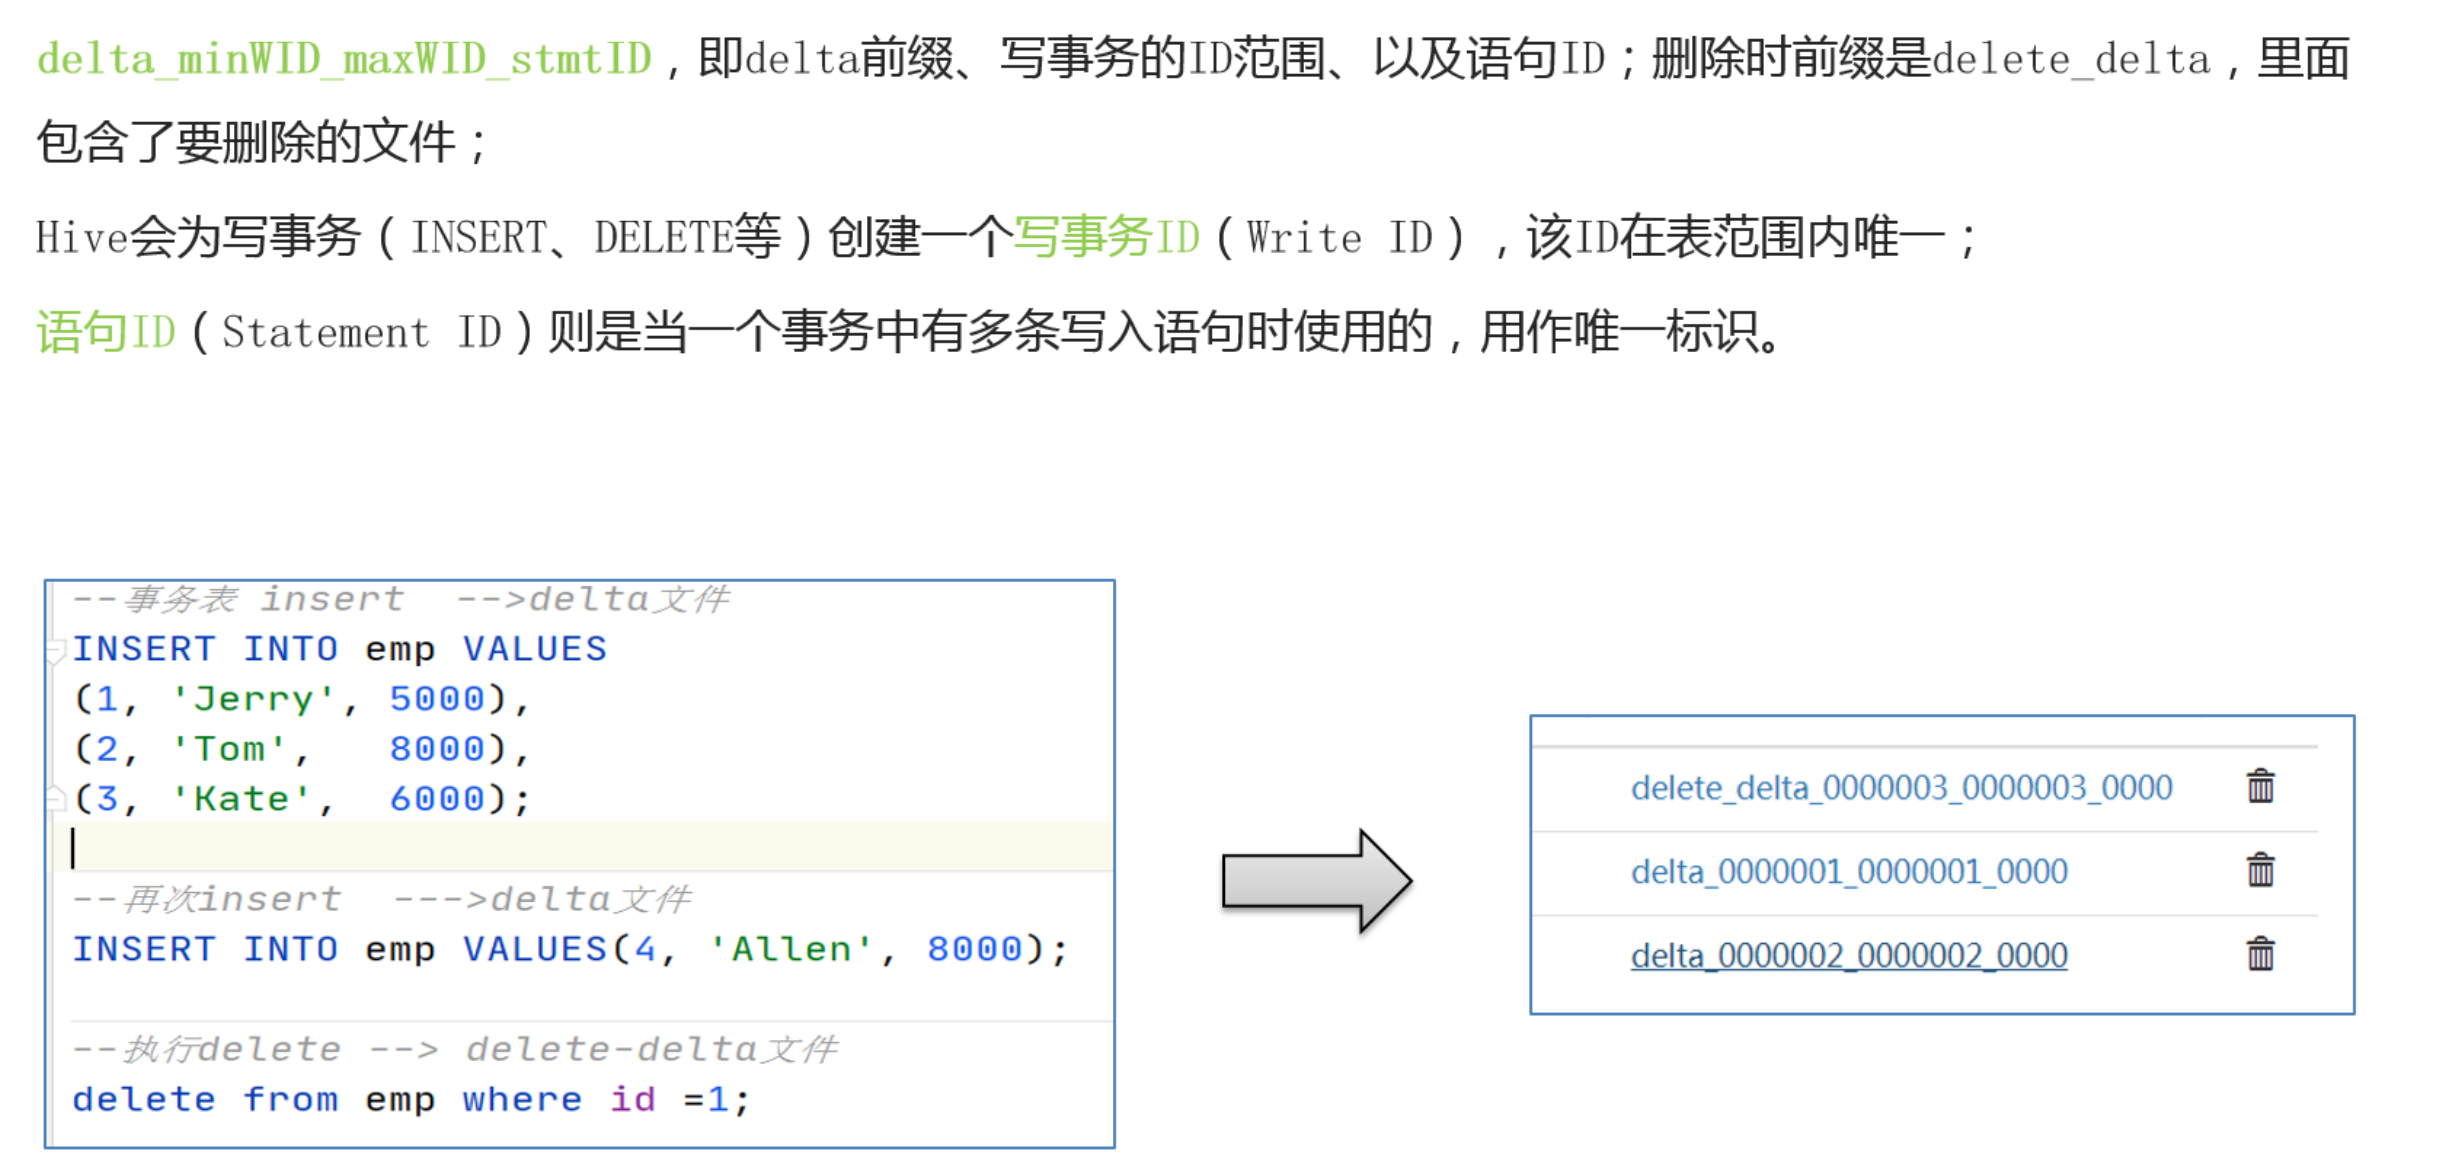 delta_minWID_maxWID_stmtID，即delta前缀、写事务的ID范围、以及语句ID；删除时前缀是delete_delta，里面
包含了要删除的文件；
Hive会为写事务（INSERT、DELETE等）创建一个写事务ID（Write ID），该ID在表范围内唯一；
语句ID（Statement ID）则是当一个事务中有多条写入语句时使用的，用作唯一标识。
--事务表 insert  -->delta文件
INSERT INTO emp VALUES
(1, 'Jerry', 5000),
(2, 'Tom',   8000),
(3, 'Kate',  6000);
--再次insert  --->delta文件
INSERT INTO emp VALUES(4, 'Allen', 8000);
--执行delete --> delete-delta文件
delete from emp where id =1;
delete_delta_0000003_0000003_0000
delta_0000001_0000001_0000
delta_0000002_0000002_0000